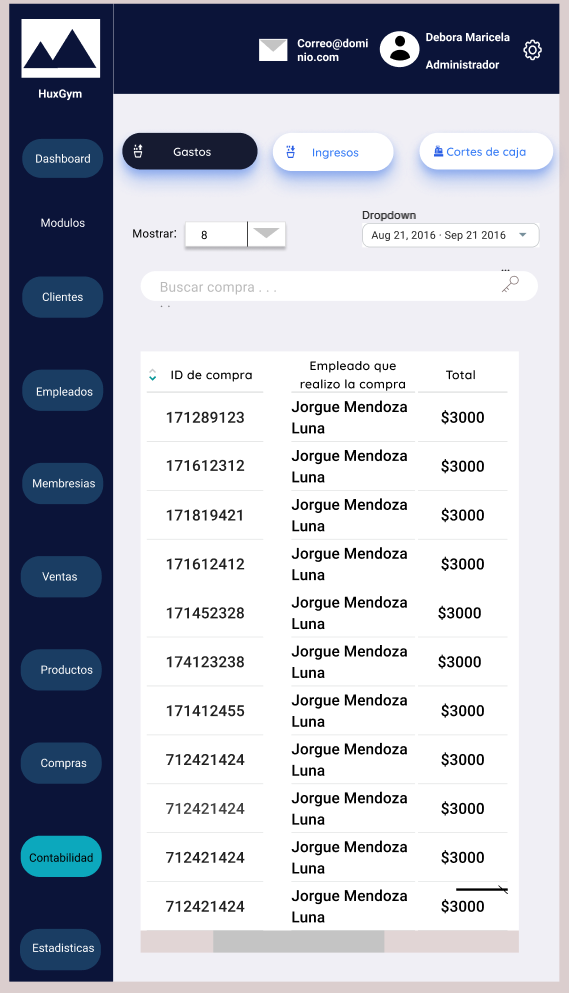 HuxGym
Correo@domi
nio.com
Debora Maricela
Administrador
Dashboard
Modulos
Clientes
Empleados
Membresias
Ventas
Productos
Compras
Contabilidad
Estadisticas
Gastos
Ingresos
Cortes de caja
Mostrar:
8
Dropdown
Aug 21, 2016 · Sep 21 2016
Buscar compra . . .
ID de compra
Empleado que
realizo la compra
Total
171289123
Jorgue Mendoza
Luna
$3000
171612312
Jorgue Mendoza
Luna
$3000
171819421
Jorgue Mendoza
Luna
$3000
171612412
Jorgue Mendoza
Luna
$3000
171452328
Jorgue Mendoza
Luna
$3000
174123238
Jorgue Mendoza
Luna
$3000
171412455
Jorgue Mendoza
Luna
$3000
712421424
Jorgue Mendoza
Luna
$3000
712421424
Jorgue Mendoza
Luna
$3000
712421424
Jorgue Mendoza
Luna
$3000
712421424
Jorgue Mendoza
Luna
$3000